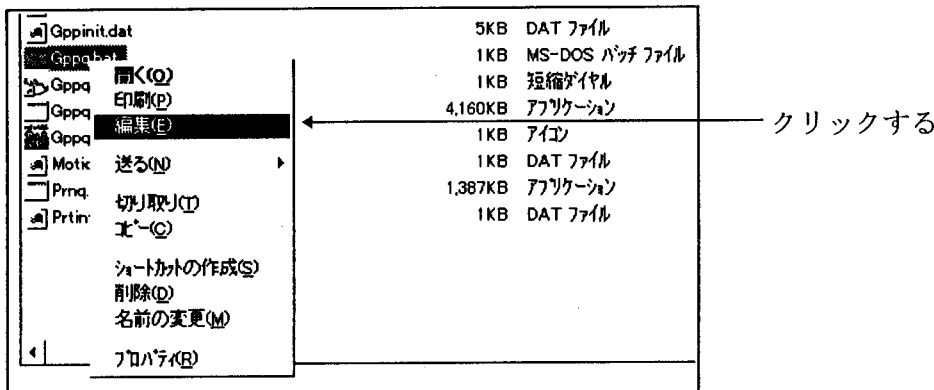 Gppinit.dat 5KB DAT ファイル
Gppq.bat 1KB MS-DOS バッチ ファイル
Gppq 1KB 短縮ダイヤル
Gppq 4,160KB アプリケーション
Gppq 1KB アイコン
Motic 1KB DAT ファイル
Prnq. 1,387KB アプリケーション
Prtin 1KB DAT ファイル
開く(O)
印刷(P)
編集(E)
送る(N)
切り取り(T)
コピー(C)
ショートカットの作成(S)
削除(D)
名前の変更(M)
プロパティ(R)
クリックする